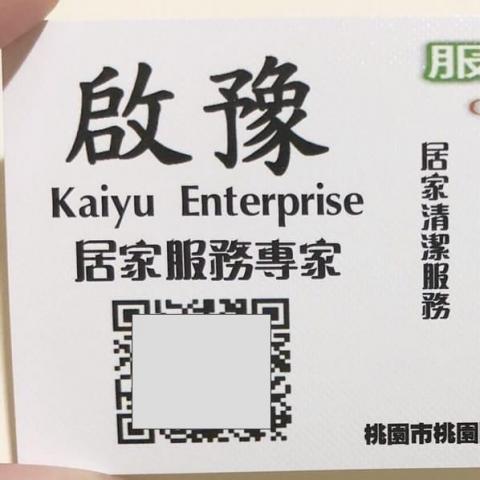 啟豫
Kaiyu Enterprise
居家服務專家
服
居家清潔服務
桃園市桃園